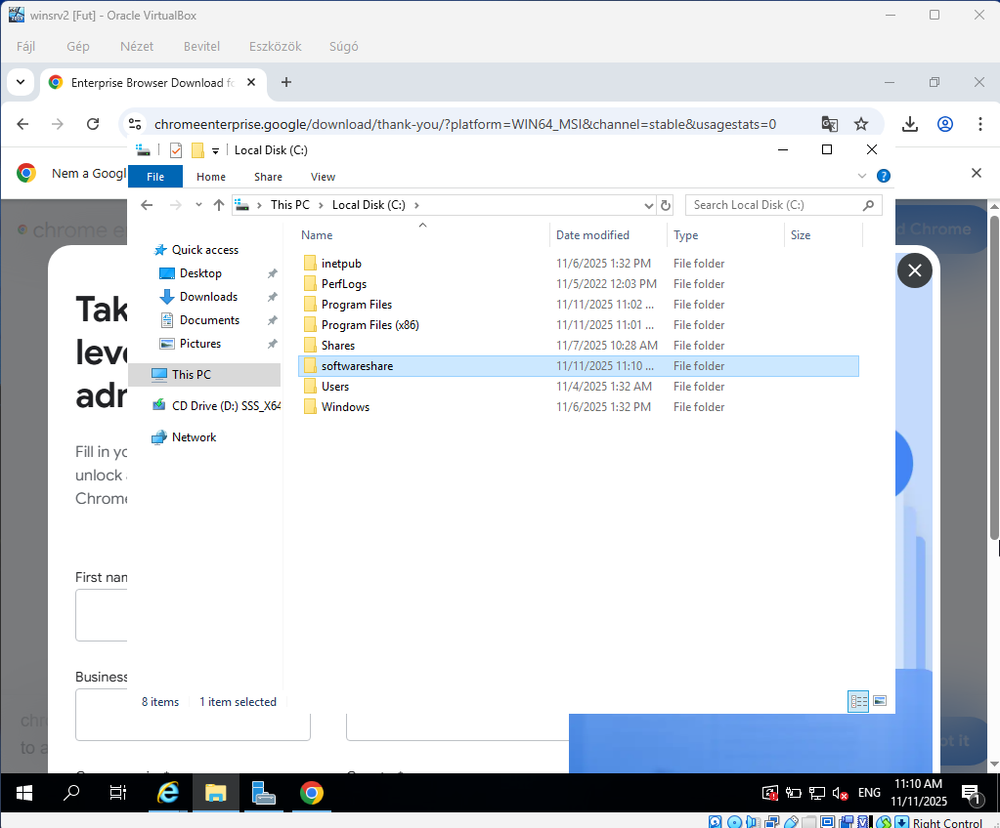 winsrv2 [Fut] - Oracle VirtualBox
Fájl Gép Nézet Bevitel Eszközök Súgó
Enterprise Browser Download fo
chromeenterprise.google/download/thank-you/?platform=WIN64_MSI&channel=stable&usagestats=0
Local Disk (C:)
Nem a Googl
File Home Share View
This PC Local Disk (C:) Search Local Disk (C:)
chrome Chrome
Name Date modified Type Size
Quick access
Desktop
Downloads
Documents
Pictures
This PC
CD Drive (D:) SSS_X64
Network
inetpub 11/6/2025 1:32 PM File folder
PerfLogs 11/5/2022 12:03 PM File folder
Program Files 11/11/2025 11:02 ... File folder
Program Files (x86) 11/11/2025 11:01 ... File folder
Shares 11/7/2025 10:28 AM File folder
softwareshare 11/11/2025 11:10 ... File folder
Users 11/4/2025 1:32 AM File folder
Windows 11/6/2025 1:32 PM File folder
Tak
leve
adm
Fill in yo
unlock
Chrome
First nam
Business
8 items 1 item selected
chr
to a
ENG
11:10 AM
11/11/2025
1
Right Control